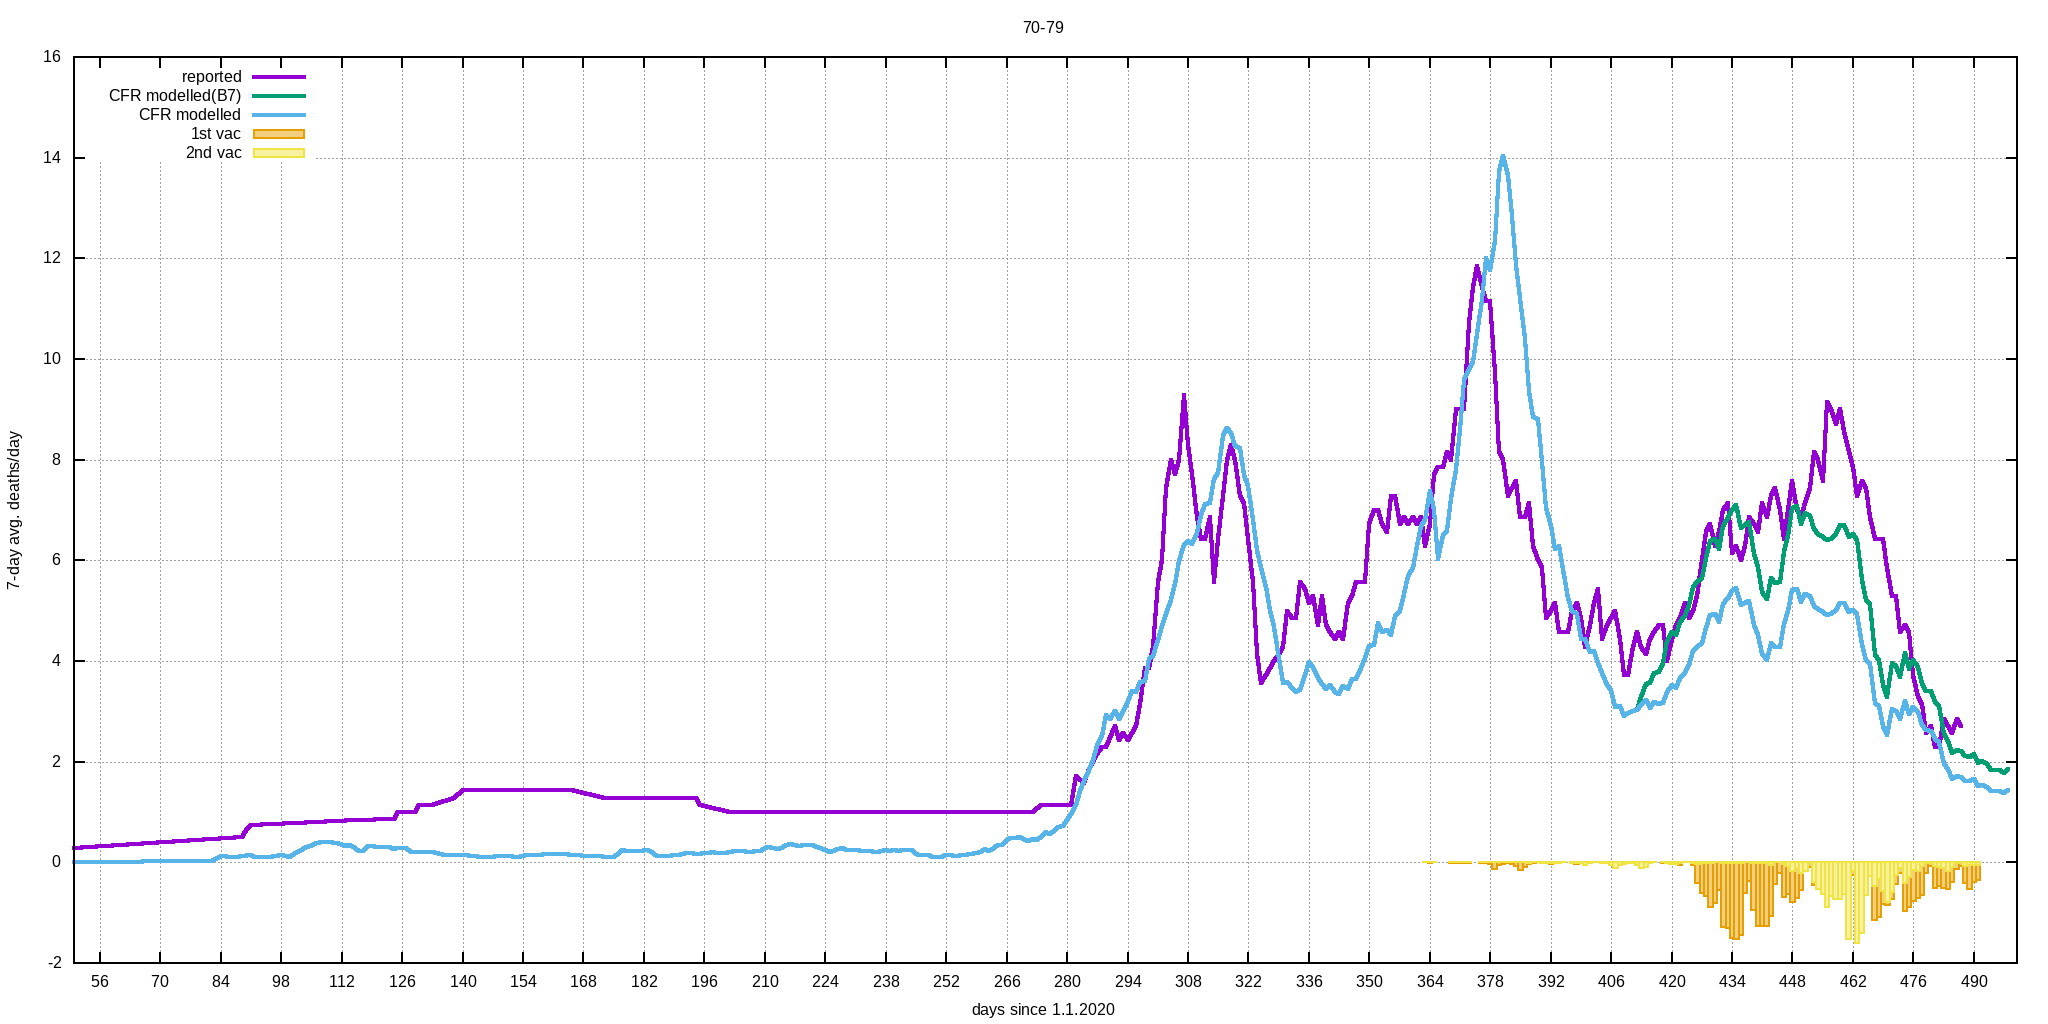 70-79
16
14
12
10
8
6
4
2
0
-2
7-day avg. deaths/day
reported
CFR modelled(B7)
CFR modelled
1st vac
2nd vac
56 70 84 98 112 126 140 154 168 182 196 210 224 238 252 266 280 294 308 322 336 350 364 378 392 406 420 434 448 462 476 490
days since 1.1.2020